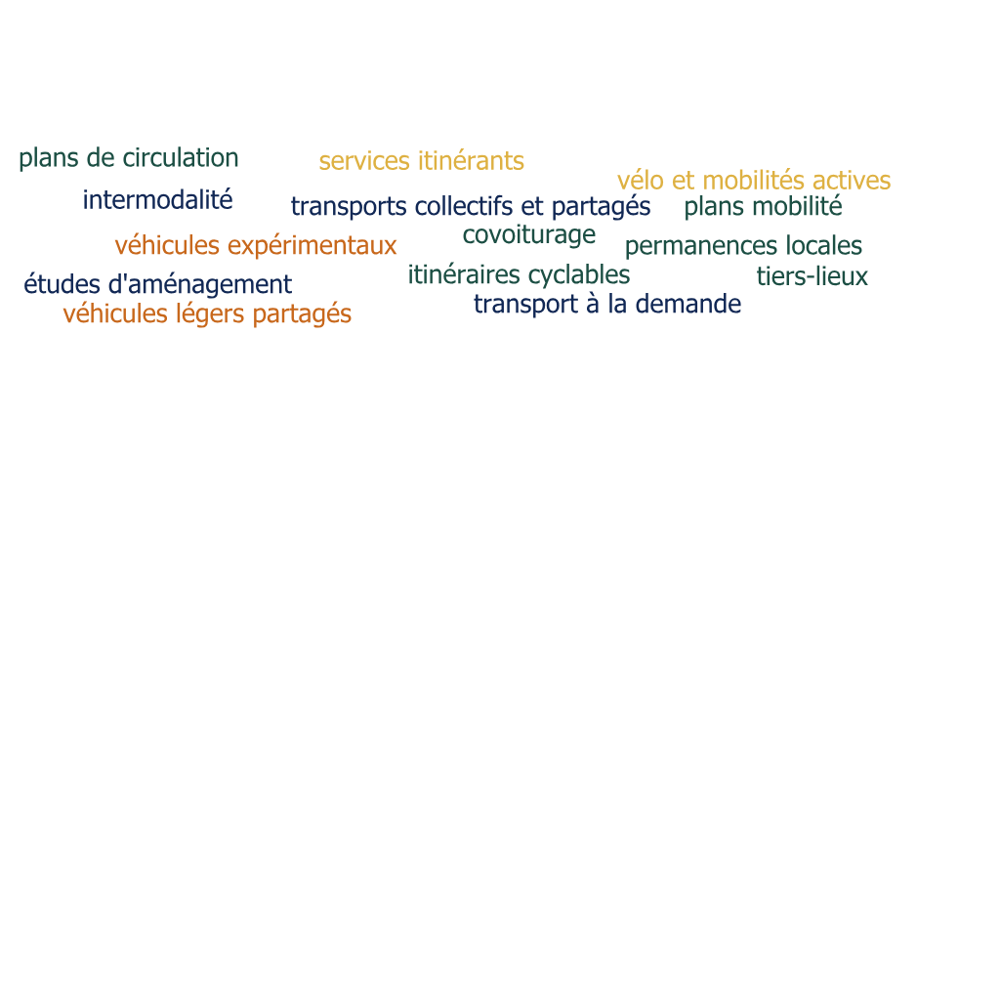 plans de circulation
services itinérants
vélo et mobilités actives
intermodalité
transports collectifs et partagés
plans mobilité
covoiturage
véhicules expérimentaux
permanences locales
itinéraires cyclables
tiers-lieux
études d'aménagement
transport à la demande
véhicules légers partagés